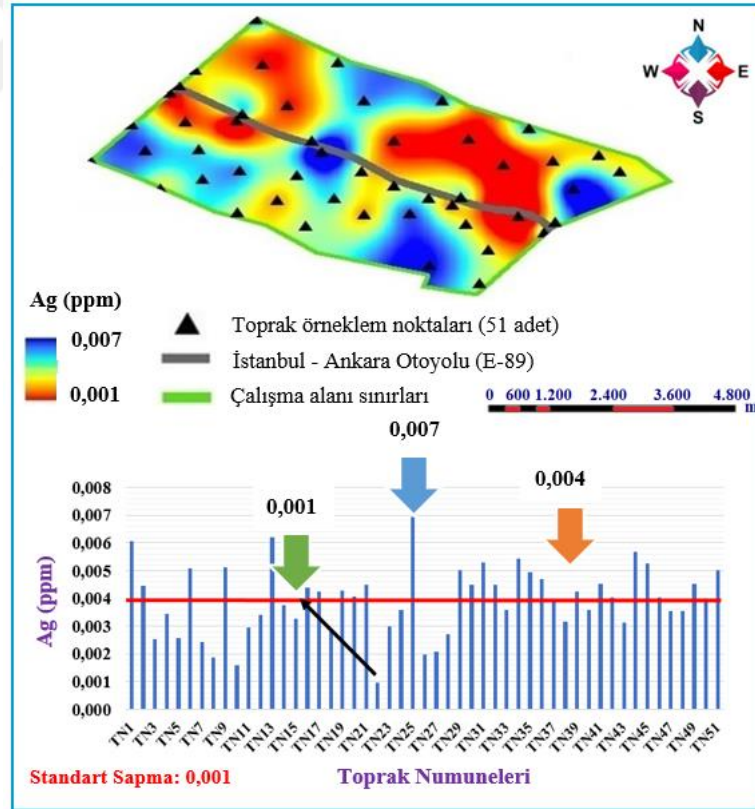 N
W E
S
Ag (ppm)
0,007
0,001
Toprak örneklem noktaları (51 adet)
İstanbul - Ankara Otoyolu (E-89)
Çalışma alanı sınırları
0 600 1.200 2.400 3.600 4.800
m
0,007
0,001
0,004
Ag (ppm)
0,008
0,007
0,006
0,005
0,004
0,003
0,002
0,001
0,000
TN1 TN3 TN5 TN7 TN9 TN11 TN13 TN15 TN17 TN19 TN21 TN23 TN25 TN27 TN29 TN31 TN33 TN35 TN37 TN39 TN41 TN43 TN45 TN47 TN49 TN51
Standart Sapma: 0,001 Toprak Numuneleri